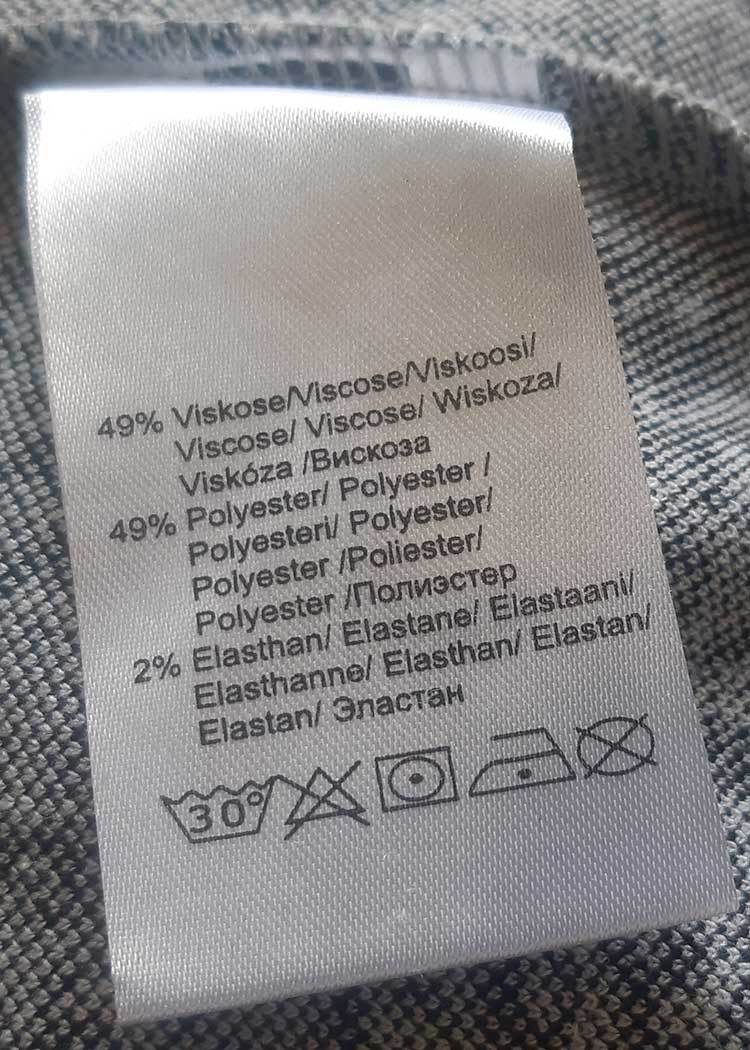 49% Viskose/Viscose/Viskoosi/
Viscose/ Viscose/ Wiskoza/
Viskóza /Вискоза
49% Polyester/ Polyester /
Polyesteri/ Polyester/
Polyester /Poliester/
Polyester /Полиэстер
2% Elasthan/ Elastane/ Elastaani/
Elasthanne/ Elasthan/ Elastan/
Elastan/ Эластан
30°